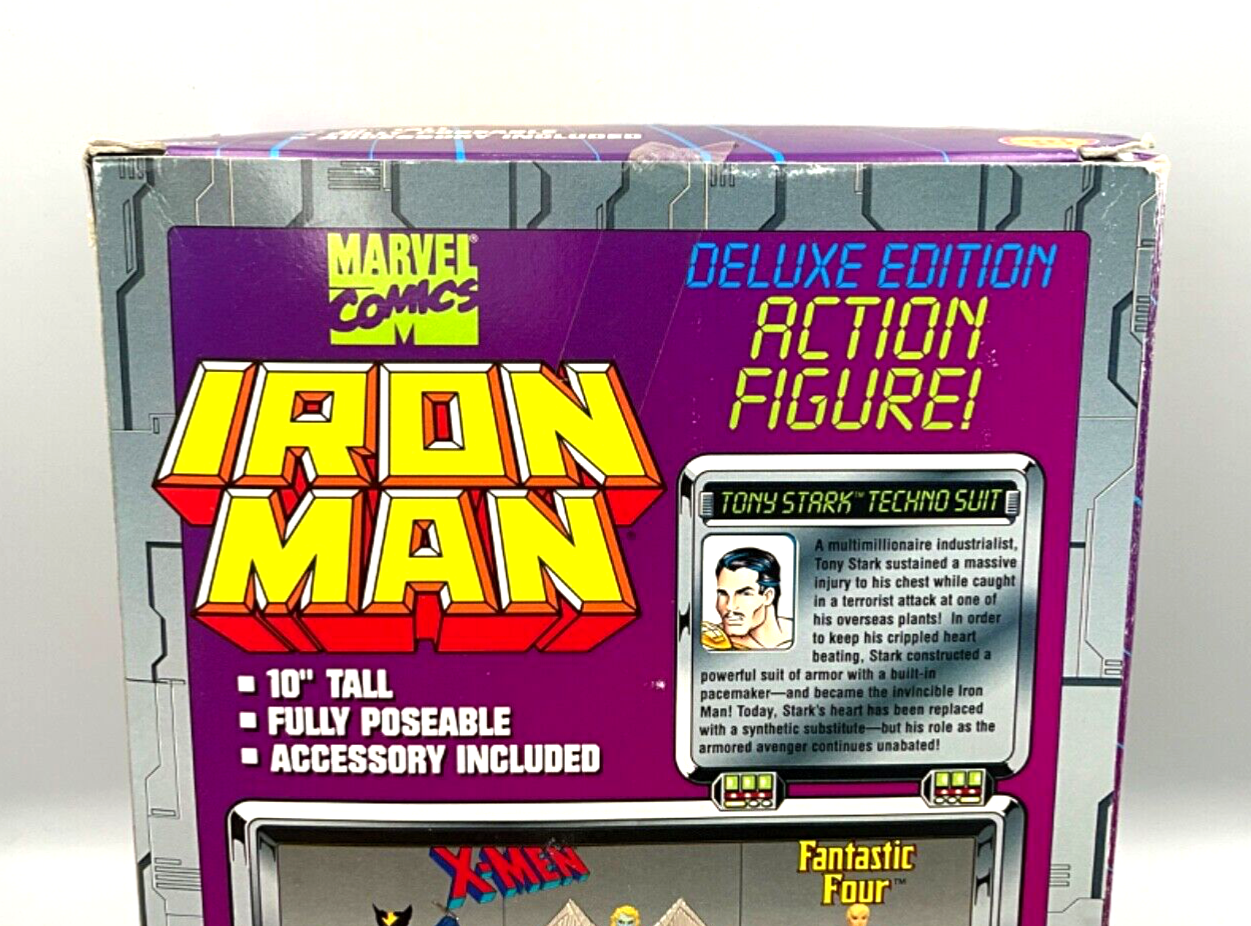 ACCESSORY INCLUDED
MARVEL®
COMICS
M
DELUXE EDITION
ACTION
FIGURE!
IRON
MAN
■ 10" TALL
■ FULLY POSEABLE
■ ACCESSORY INCLUDED
TONY STARK™ TECHNO SUIT
A multimillionaire industrialist,
Tony Stark sustained a massive
injury to his chest while caught
in a terrorist attack at one of
his overseas plants! In order
to keep his crippled heart
beating, Stark constructed a
powerful suit of armor with a built-in
pacemaker—and became the invincible Iron
Man! Today, Stark's heart has been replaced
with a synthetic substitute—but his role as the
armored avenger continues unabated!
X-MEN
Fantastic
Four™